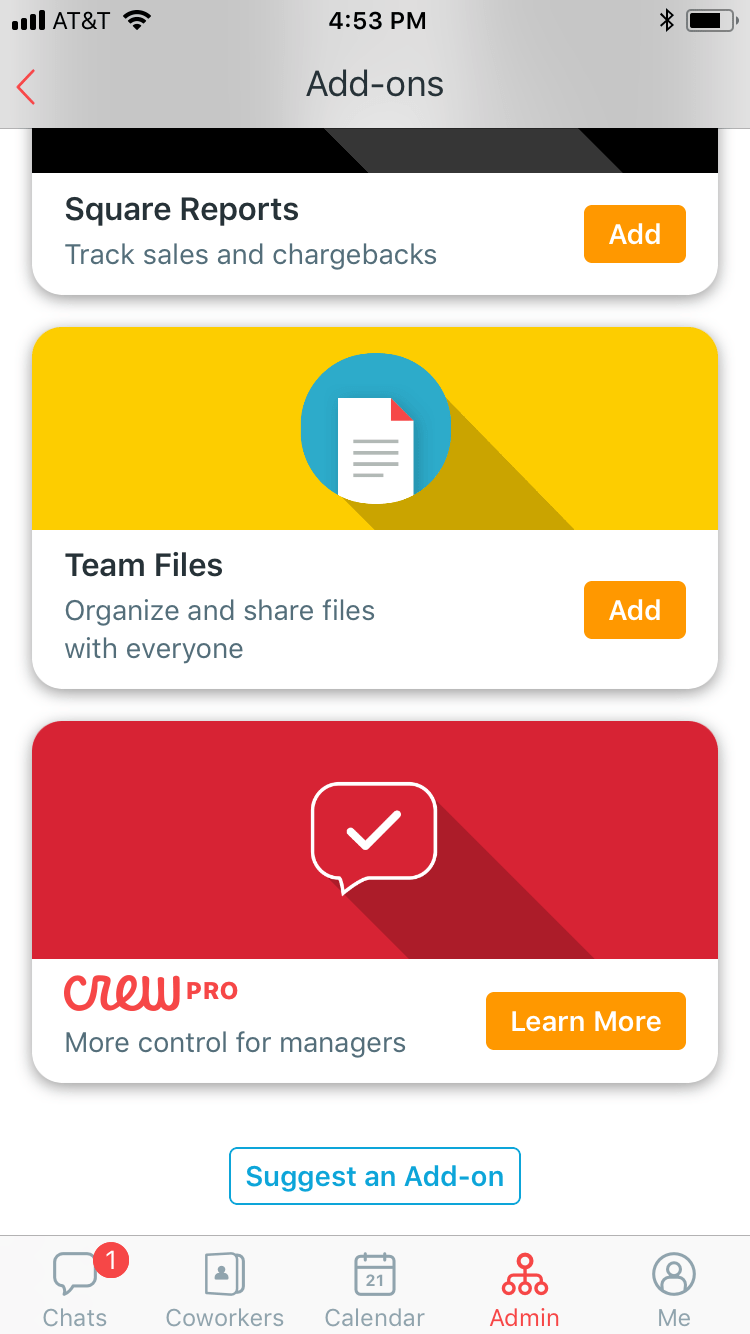 AT&T 4:53 PM
Add-ons
Square Reports
Add
Track sales and chargebacks
Team Files
Organize and share files
with everyone
Add
crew PRO
More control for managers
Learn More
Suggest an Add-on
1
21
Chats Coworkers Calendar Admin Me